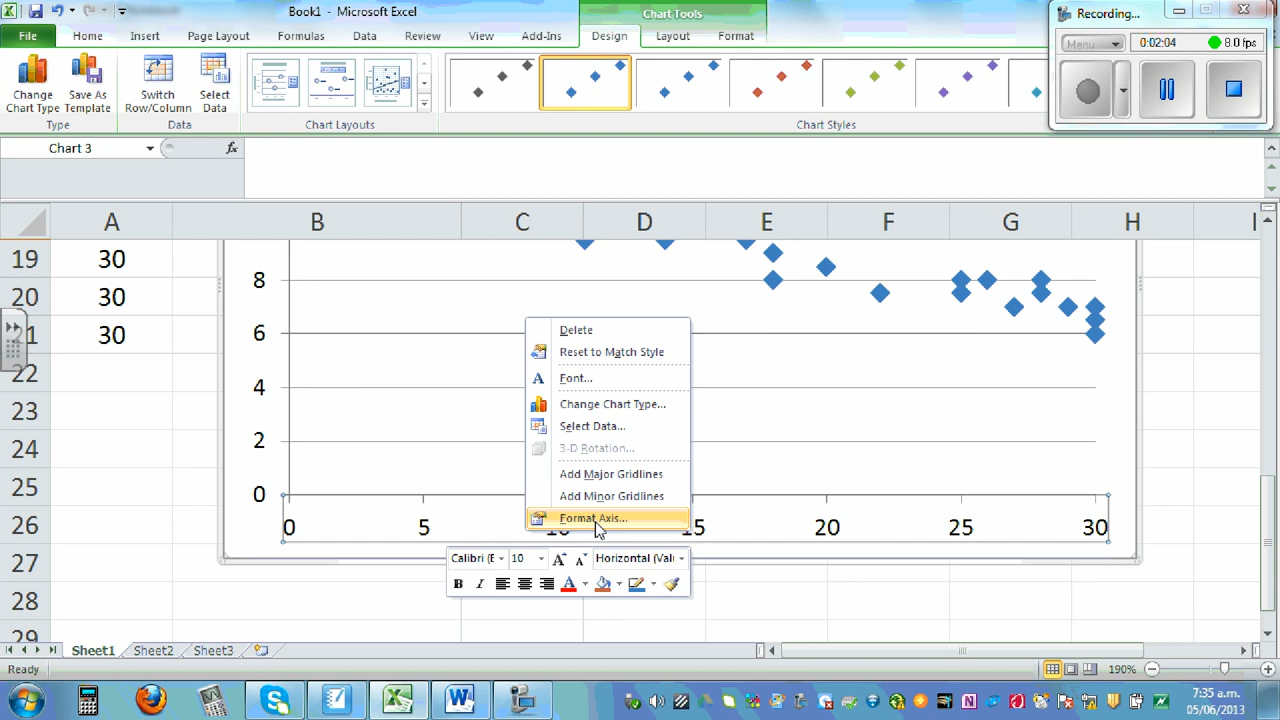 Book1 - Microsoft Excel
Chart Tools
Recording...
File Home Insert Page Layout Formulas Data Review View Add-Ins Design Layout Format
Menu 0:02:04 8.0 fps
Change Chart Type
Save As Template
Switch Row/Column
Select Data
Type Data Chart Layouts Chart Styles
Chart 3 fx
A B C D E F G H I
19 30
20 30
21 30
22
23
24
25
26
27
28
29
8
6
4
2
0
0 5 10 15 20 25 30
Delete
Reset to Match Style
Font...
Change Chart Type...
Select Data...
3-D Rotation...
Add Major Gridlines
Add Minor Gridlines
Format Axis...
Calibri (E 10 A A Horizontal (Valu
B I A
Sheet1 Sheet2 Sheet3
Ready 190%
7:35 a.m.
05/06/2013